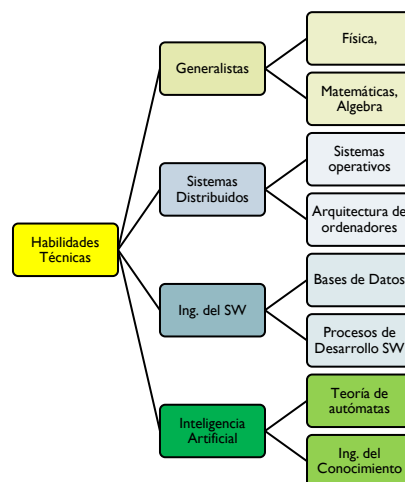 Física,
Generalistas
Matemáticas,
Algebra
Sistemas
operativos
Sistemas
Distribuidos
Arquitectura de
ordenadores
Habilidades
Técnicas
Bases de Datos
Ing. del SW
Procesos de
Desarrollo SW
Teoría de
autómatas
Inteligencia
Artificial
Ing. del
Conocimiento